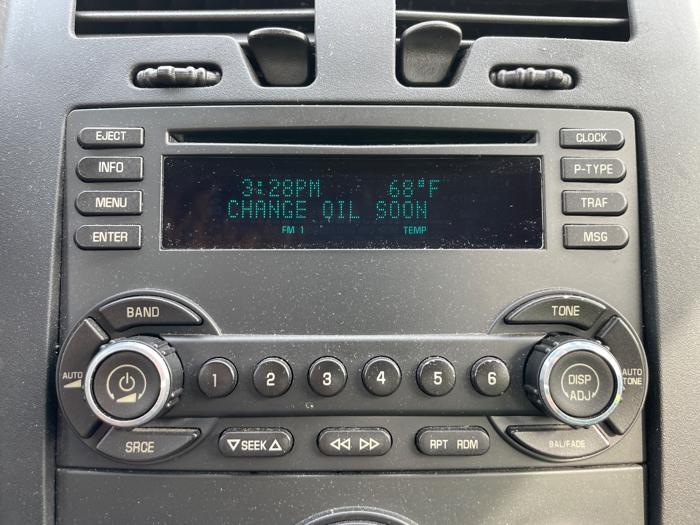 EJECT
CLOCK
INFO
P-TYPE
MENU
TRAF
ENTER
MSG
3:28PM 68°F
CHANGE OIL SOON
FM 1 TEMP
BAND
TONE
AUTO
1 2 3 4 5 6
DISP
ADJ
AUTO
TONE
SRCE
SEEK
RPT RDM
BAL/FADE